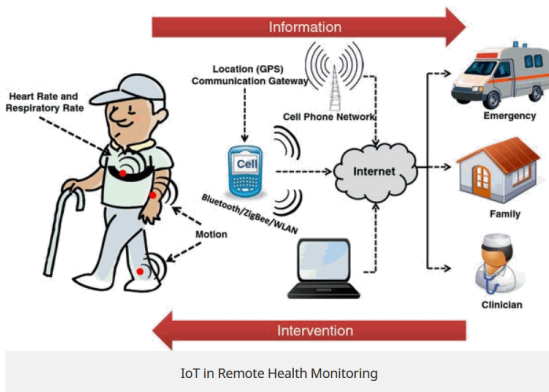 Information
Location (GPS)
Communication Gateway
Heart Rate and
Respiratory Rate
Cell Phone Network
Emergency
Cell
Internet
Bluetooth/ZigBee/WLAN
Family
Motion
Clinician
Intervention
IoT in Remote Health Monitoring